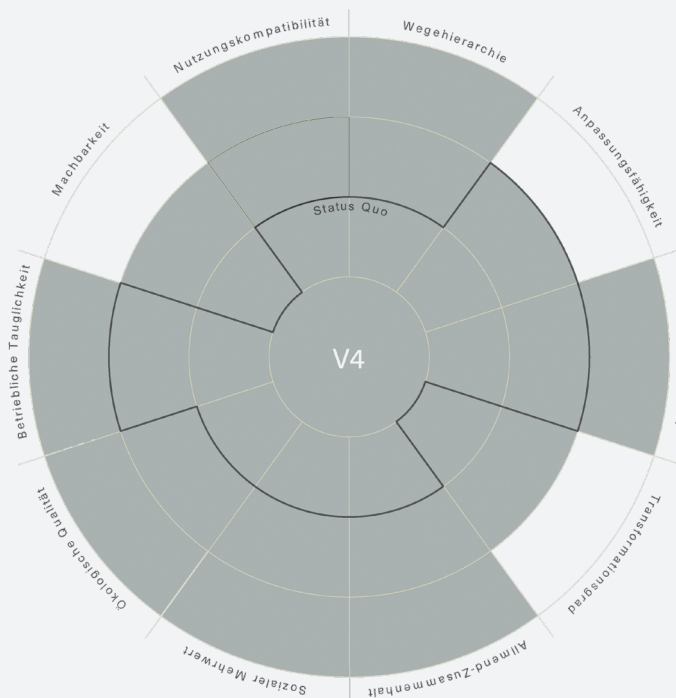 Nutzungskompatibilität
Wegehierarchie
Anpassungsfähigkeit
Transformationsgrad
Allmend-Zusammenhalt
Sozialer Mehrwert
Ökologische Qualität
Betriebliche Tauglichkeit
Machbarkeit
Status Quo
V4